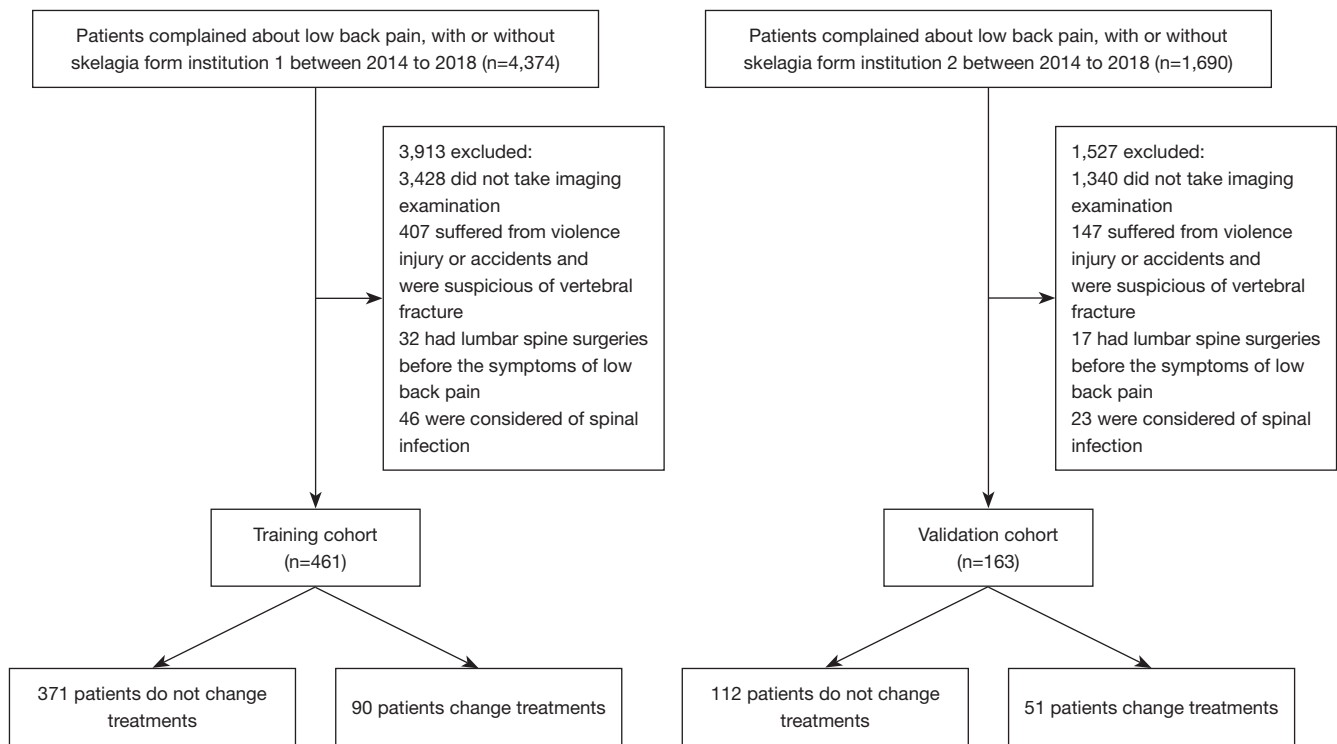 Patients complained about low back pain, with or without
skelagia form institution 1 between 2014 to 2018 (n=4,374)
3,913 excluded:
3,428 did not take imaging
examination
407 suffered from violence
injury or accidents and
were suspicious of vertebral
fracture
32 had lumbar spine surgeries
before the symptoms of low
back pain
46 were considered of spinal
infection
Training cohort
(n=461)
371 patients do not change
treatments
90 patients change treatments
Patients complained about low back pain, with or without
skelagia form institution 2 between 2014 to 2018 (n=1,690)
1,527 excluded:
1,340 did not take imaging
examination
147 suffered from violence
injury or accidents and
were suspicious of vertebral
fracture
17 had lumbar spine surgeries
before the symptoms of low
back pain
23 were considered of spinal
infection
Validation cohort
(n=163)
112 patients do not change
treatments
51 patients change treatments